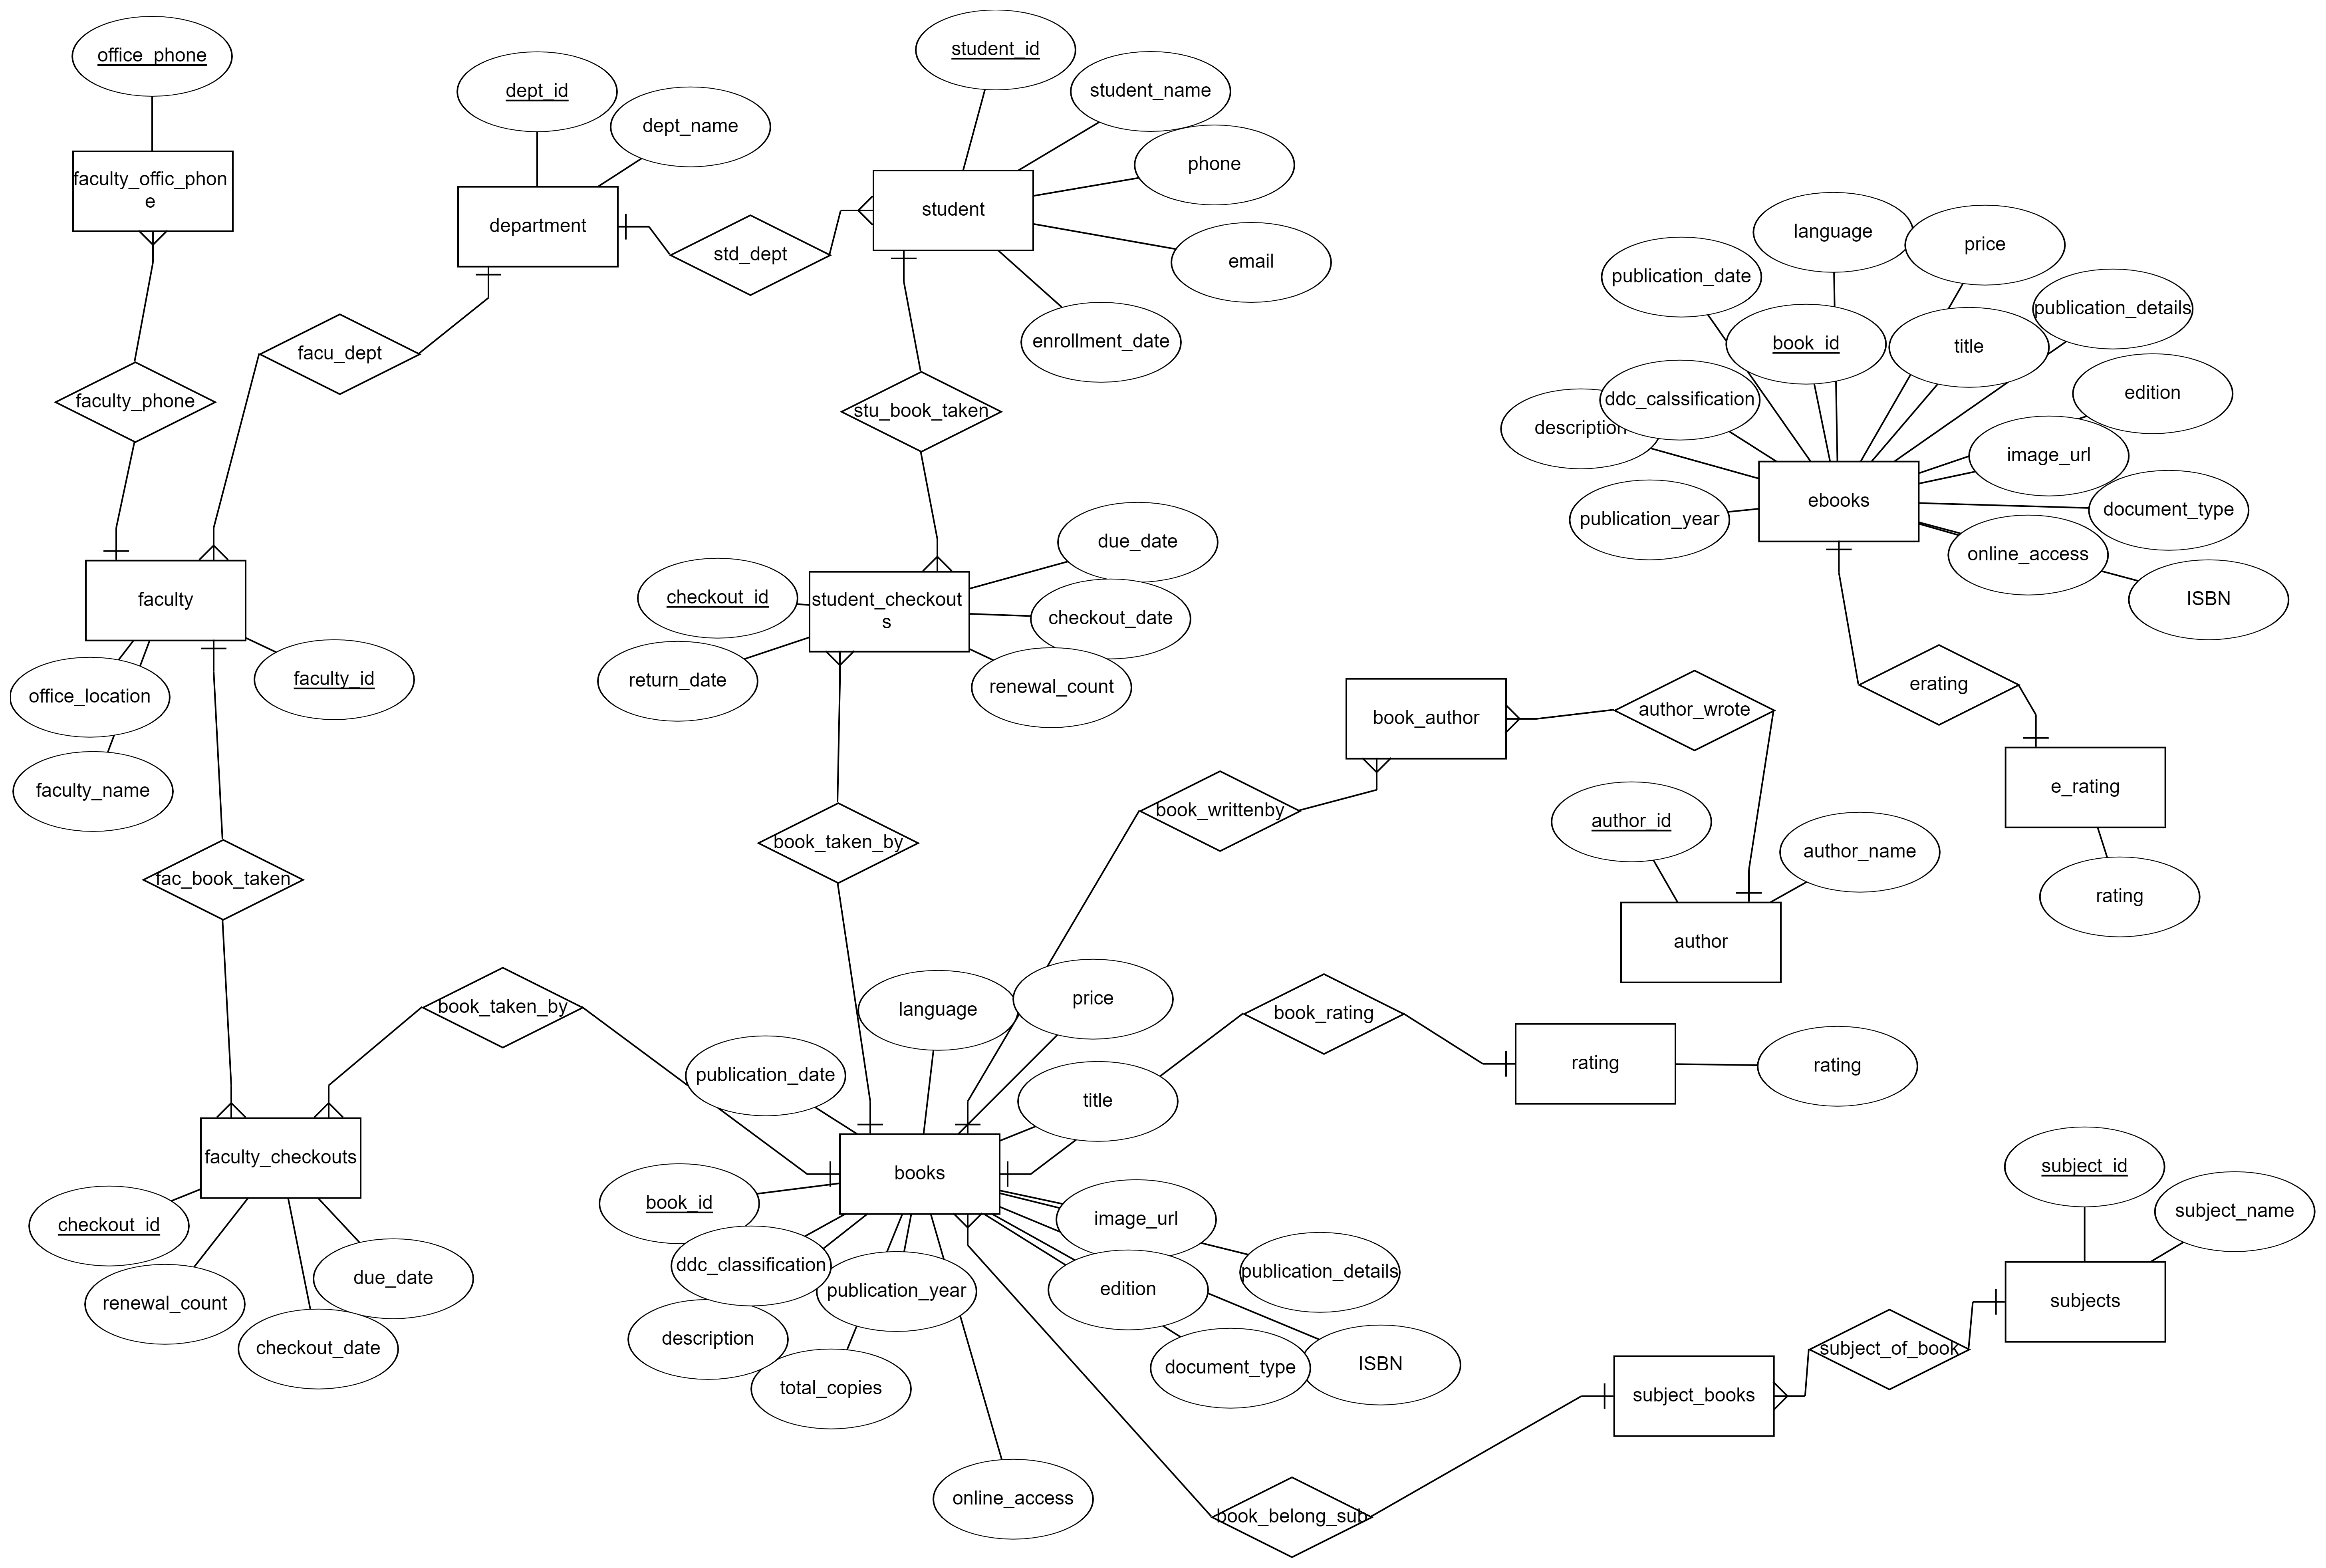 office_phone
student_id
dept_id
student_name
dept_name
phone
faculty_offic_phon
e
student
department
std_dept
email
language
price
publication_date
publication_details
enrollment_date
book_id
title
facu_dept
edition
ddc_calssification
faculty_phone
stu_book_taken
description
image_url
ebooks
document_type
publication_year
due_date
online_access
faculty
checkout_id
student_checkout
s
checkout_date
ISBN
faculty_id
return_date
renewal_count
erating
office_location
book_author
author_wrote
faculty_name
e_rating
book_writtenby
author_id
book_taken_by
author_name
fac_book_taken
rating
author
book_taken_by
language
price
book_rating
publication_date
rating
rating
title
faculty_checkouts
books
subject_id
book_id
subject_name
checkout_id
image_url
ddc_classification
publication_details
due_date
publication_year
edition
renewal_count
subjects
description
checkout_date
subject_of_book
document_type
ISBN
total_copies
subject_books
online_access
book_belong_sub